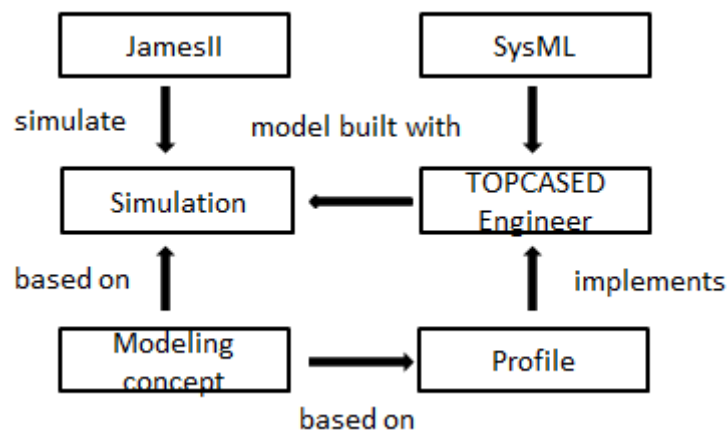 JamesII
SysML
simulate
model built with
Simulation
TOPCASED
Engineer
based on
implements
Modeling
concept
Profile
based on